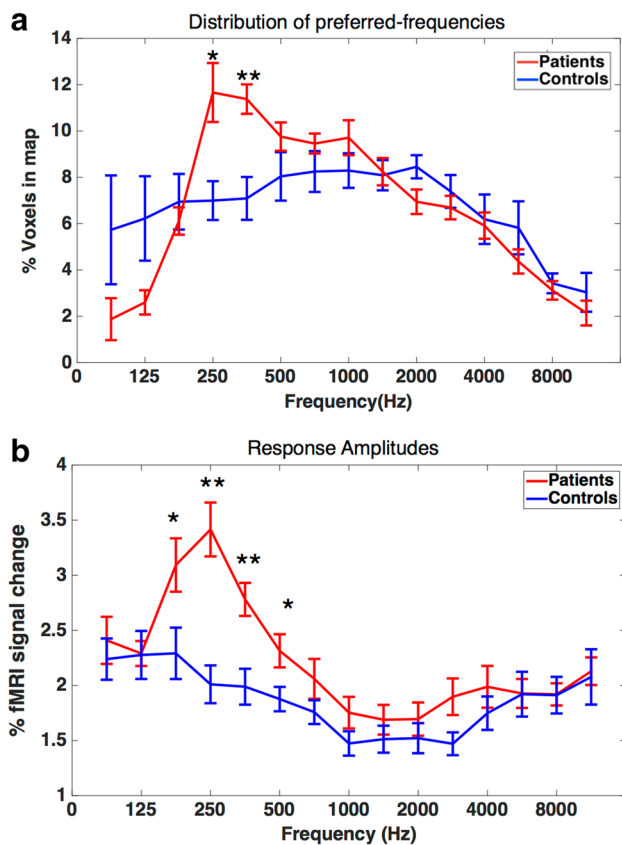 a
Distribution of preferred-frequencies
14
12
10
8
6
4
2
0
% Voxels in map
*
**
Patients
Controls
0 125 250 500 1000 2000 4000 8000
Frequency(Hz)
b
Response Amplitudes
4
3.5
3
2.5
2
1.5
1
% fMRI signal change
*
**
**
*
Patients
Controls
0 125 250 500 1000 2000 4000 8000
Frequency (Hz)